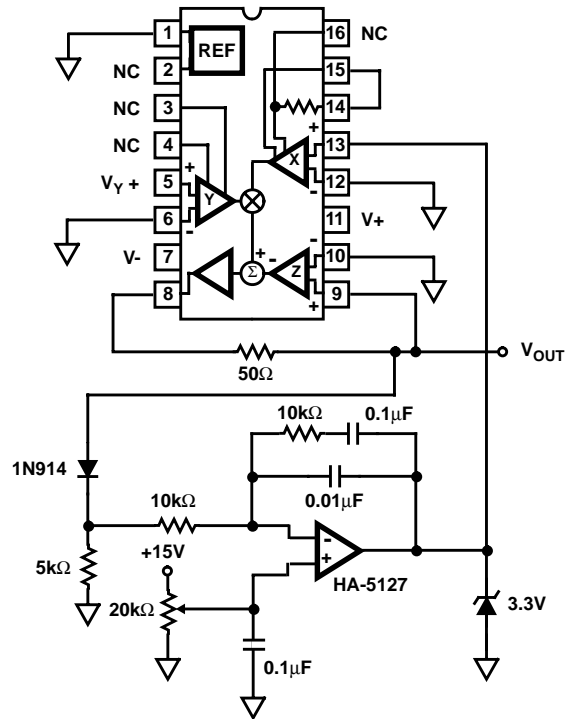 1
REF
16
NC
NC
2
15
NC
3
14
+
NC
4
X
13
+
VY +
5
Y
-
12
6
-
11
V+
V-
7
+
-
-
10
Σ
Z
8
+
9
50Ω
VOUT
10kΩ
0.1μF
1N914
10kΩ
0.01μF
+15V
-
+
5kΩ
HA-5127
20kΩ
3.3V
0.1μF